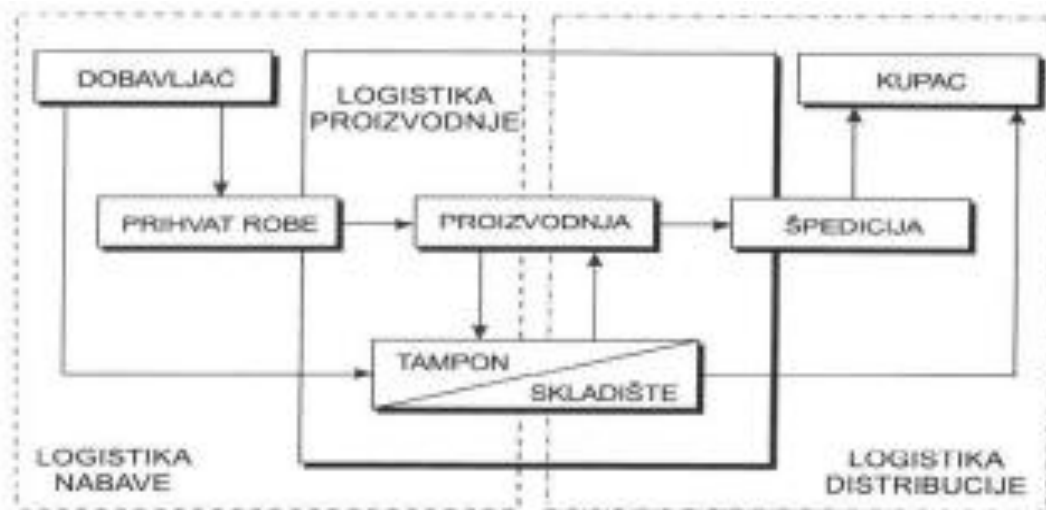 DOBAVLJAČ
LOGISTIKA
PROIZVODNJE
KUPAC
PRIHVAT ROBE
PROIZVODNJA
ŠPEDICIJA
TAMPON
SKLADIŠTE
LOGISTIKA
NABAVE
LOGISTIKA
DISTRIBUCIJE